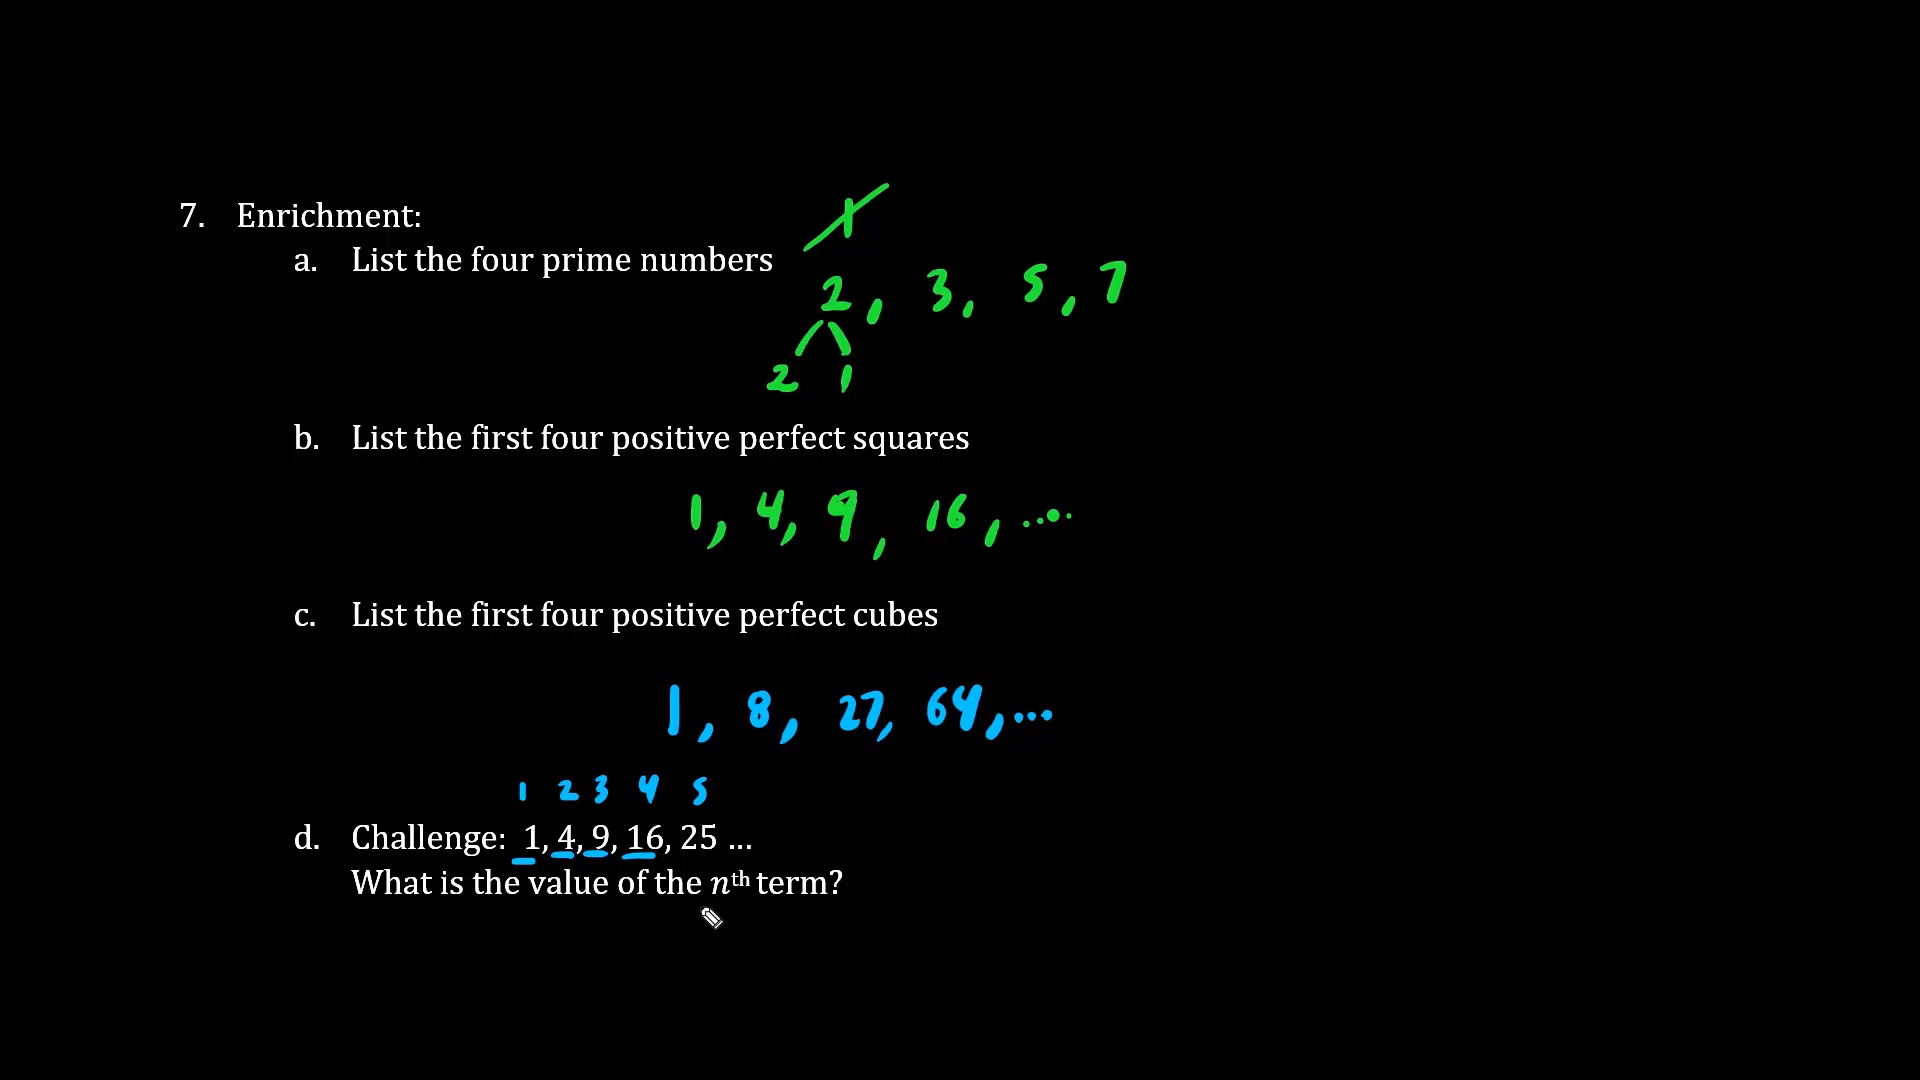 7. Enrichment:
1
a. List the four prime numbers
2, 3, 5, 7
2 1
b. List the first four positive perfect squares
1, 4, 9, 16, ....
c. List the first four positive perfect cubes
1, 8, 27, 64, ...
1 2 3 4 5
d. Challenge: 1, 4, 9, 16, 25 ...
What is the value of the nth term?